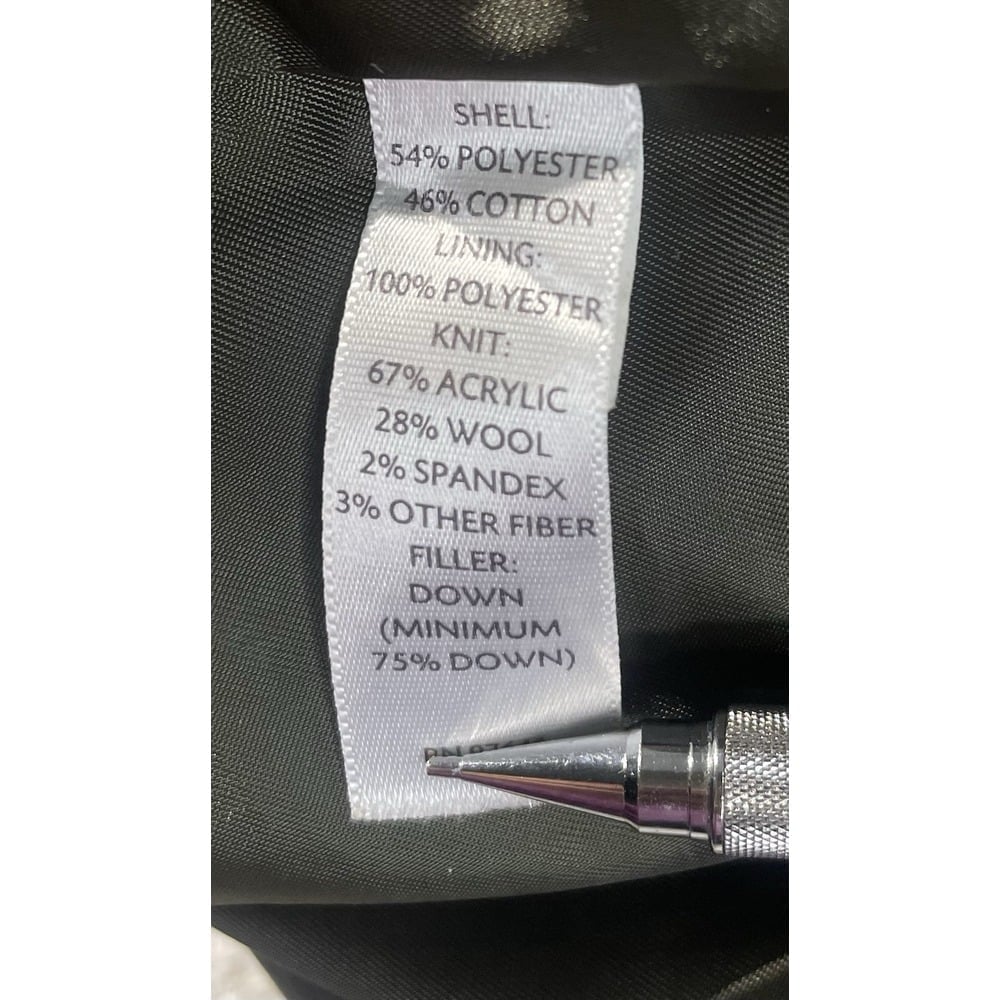 SHELL:
54% POLYESTER
46% COTTON
LINING:
100% POLYESTER
KNIT:
67% ACRYLIC
28% WOOL
2% SPANDEX
3% OTHER FIBER
FILLER:
DOWN
(MINIMUM
75% DOWN)
RN